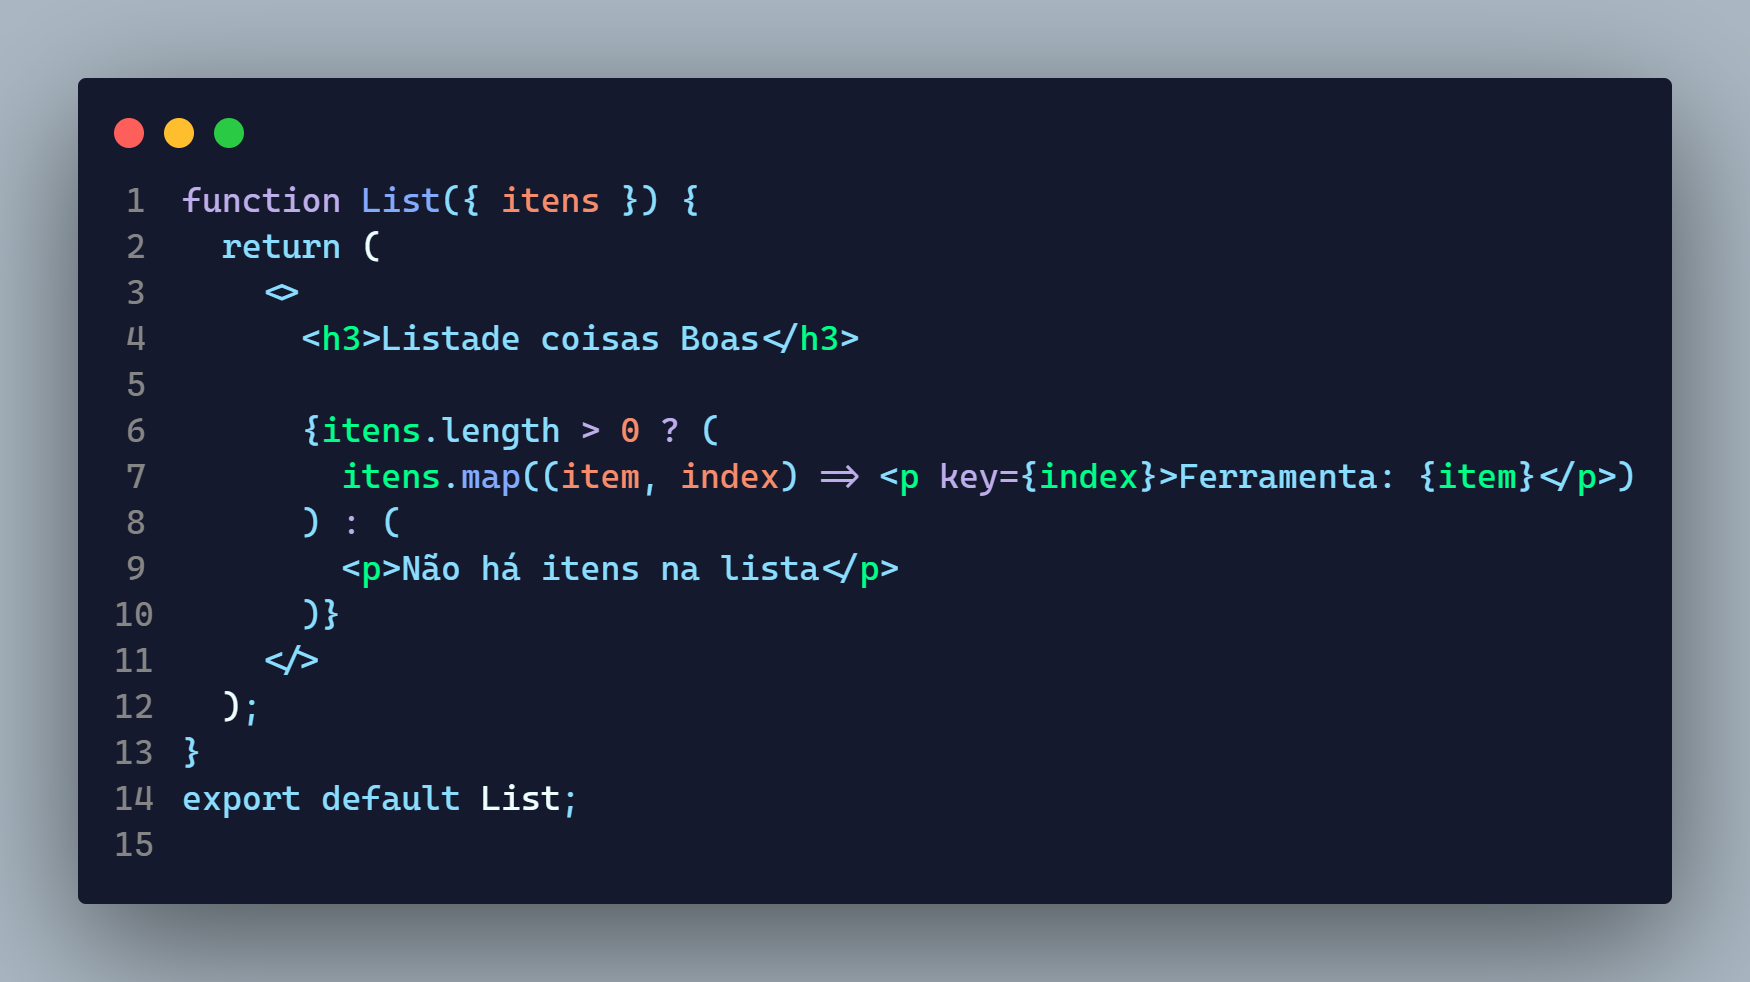 1 function List({ itens }) {
2   return (
3     <>
4       <h3>Listade coisas Boas</h3>
5
6       {itens.length > 0 ? (
7         itens.map((item, index) => <p key={index}>Ferramenta: {item}</p>)
8       ) : (
9         <p>Não há itens na lista</p>
10       )}
11     </>
12   );
13 }
14 export default List;
15